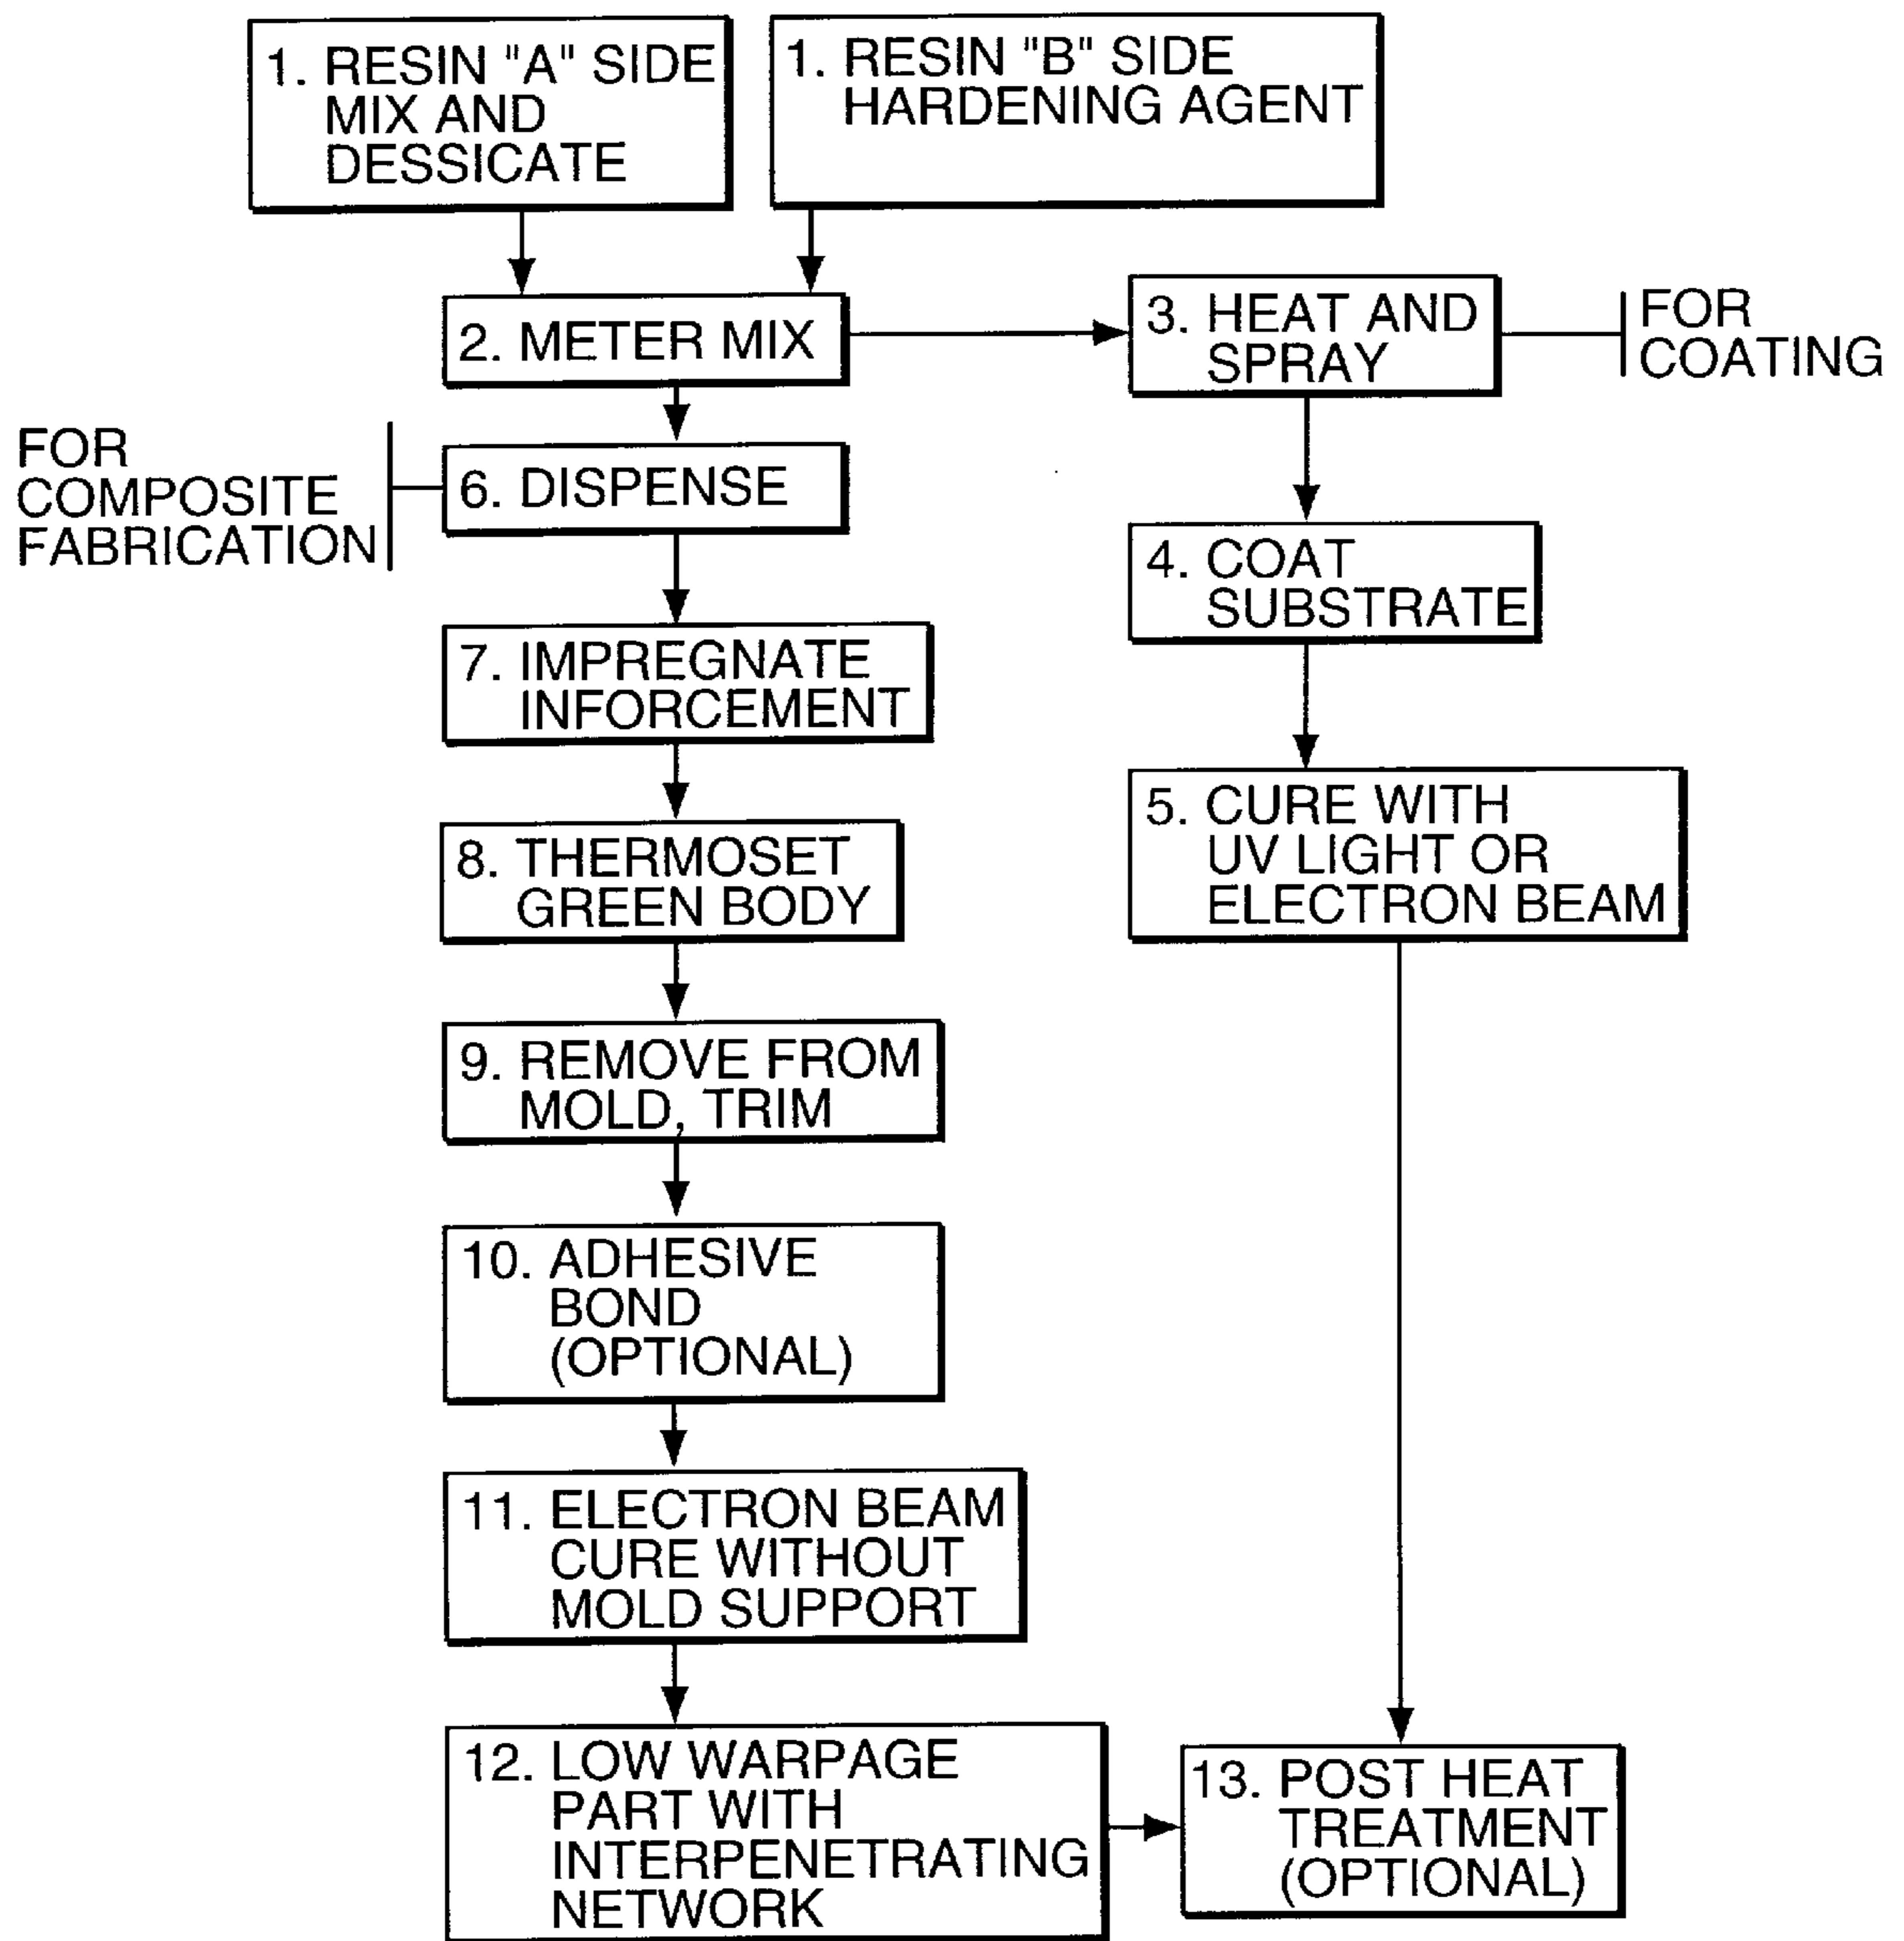 1. RESIN "A" SIDE
MIX AND
DESSICATE
1. RESIN "B" SIDE
HARDENING AGENT
2. METER MIX
3. HEAT AND
SPRAY
FOR
COATING
FOR
COMPOSITE
FABRICATION
6. DISPENSE
4. COAT
SUBSTRATE
7. IMPREGNATE
INFORCEMENT
5. CURE WITH
UV LIGHT OR
ELECTRON BEAM
8. THERMOSET
GREEN BODY
9. REMOVE FROM
MOLD, TRIM
10. ADHESIVE
BOND
(OPTIONAL)
11. ELECTRON BEAM
CURE WITHOUT
MOLD SUPPORT
12. LOW WARPAGE
PART WITH
INTERPENETRATING
NETWORK
13. POST HEAT
TREATMENT
(OPTIONAL)